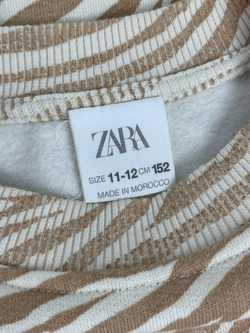 ZARA
SIZE 11-12 CM 152
MADE IN MOROCCO